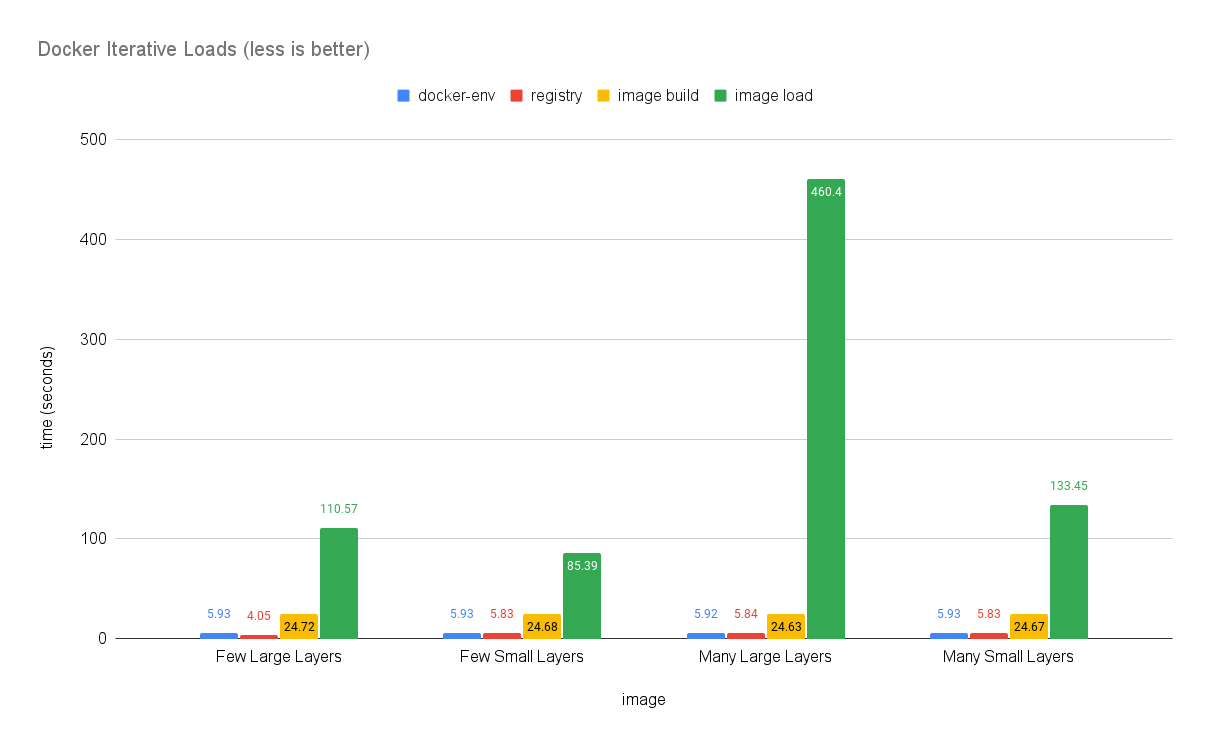 Docker Iterative Loads (less is better)
docker-env registry image build image load
500
400
300
200
100
0
time (seconds)
5.93 4.05 24.72 110.57
5.93 5.83 24.68 85.39
5.92 5.84 24.63 460.4
5.93 5.83 24.67 133.45
Few Large Layers Few Small Layers Many Large Layers Many Small Layers
image